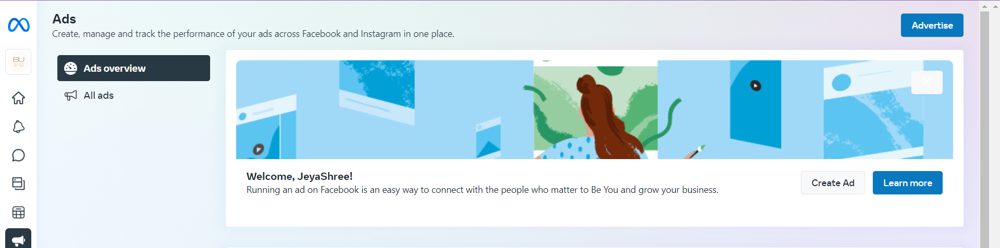 Ads
Create, manage and track the performance of your ads across Facebook and Instagram in one place.
Advertise
BU
Ads overview
All ads
Welcome, JeyaShree!
Running an ad on Facebook is an easy way to connect with the people who matter to Be You and grow your business.
Create Ad
Learn more